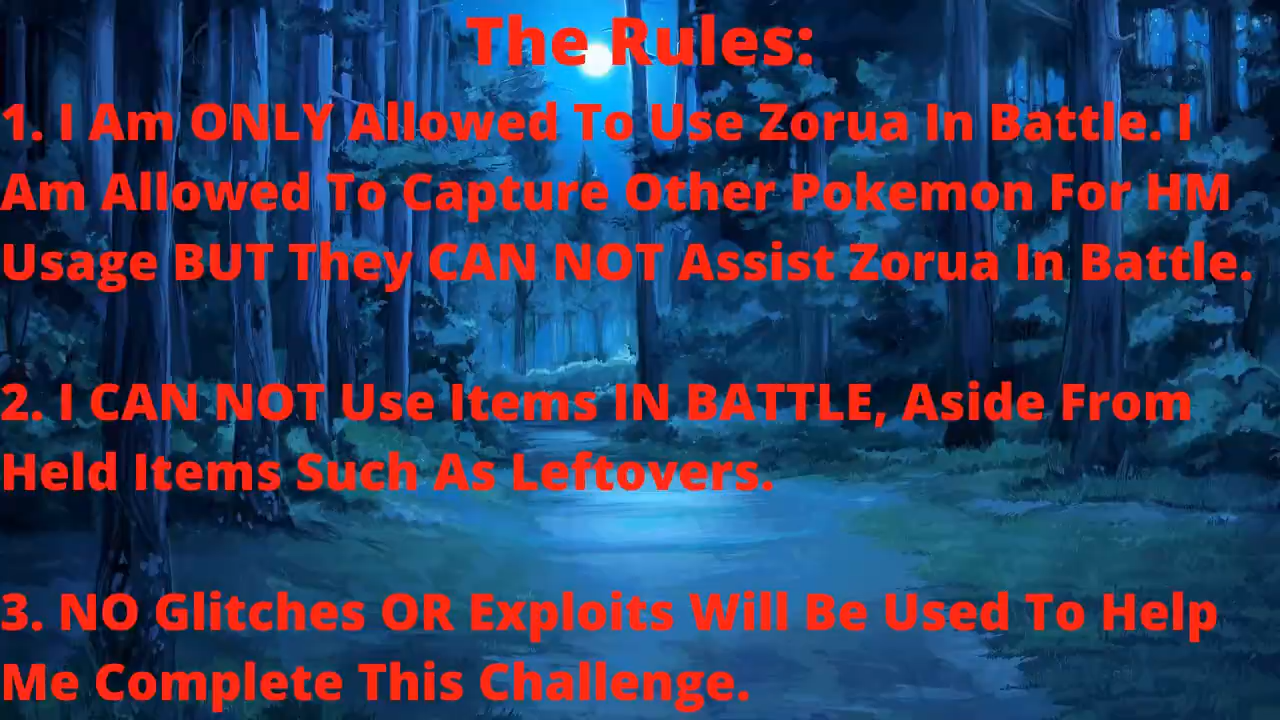 The Rules:
1. I Am ONLY Allowed To Use Zorua In Battle. I
Am Allowed To Capture Other Pokemon For HM
Usage BUT They CAN NOT Assist Zorua In Battle.
2. I CAN NOT Use Items IN BATTLE, Aside From
Held Items Such As Leftovers.
3. NO Glitches OR Exploits Will Be Used To Help
Me Complete This Challenge.